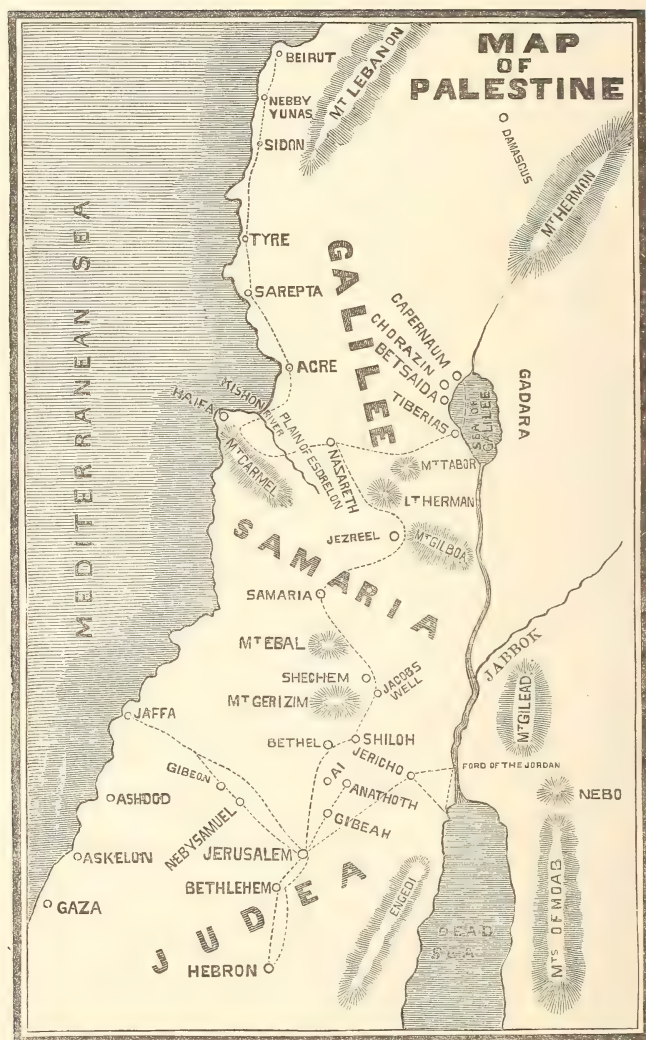 MAP
OF
PALESTINE
BEIRUT
MT LEBANON
NEBBY
YUNAS
SIDON
DAMASCUS
MT HERMON
MEDITERRANEAN SEA
TYRE
GALILEE
SAREPTA
CAPERNAUM
CHORAZIN
BETSAIDA
TIBERIAS
SEA OF
GALILEE
GADARA
ACRE
HAIFA
KISHON
RIVER
PLAIN OF ESDRELON
MT CARMEL
NASARETH
MT TABOR
LT HERMAN
JEZREEL
MT GILBOA
SAMARIA
SAMARIA
MT EBAL
JABBOK
SHECHEM
JACOBS
WELL
MT GERIZIM
MT GILEAD
JAFFA
BETHEL
SHILOH
JERICHO
FORD OF THE JORDAN
GIBEON
AI
ANATHOTH
NEBO
ASHDOD
NEBYSAMUEL
GIBEAH
ASKELON
JERUSALEM
BETHLEHEM
ENGEDI
MTS OF MOAB
GAZA
JUDEA
DEAD
SEA
HEBRON